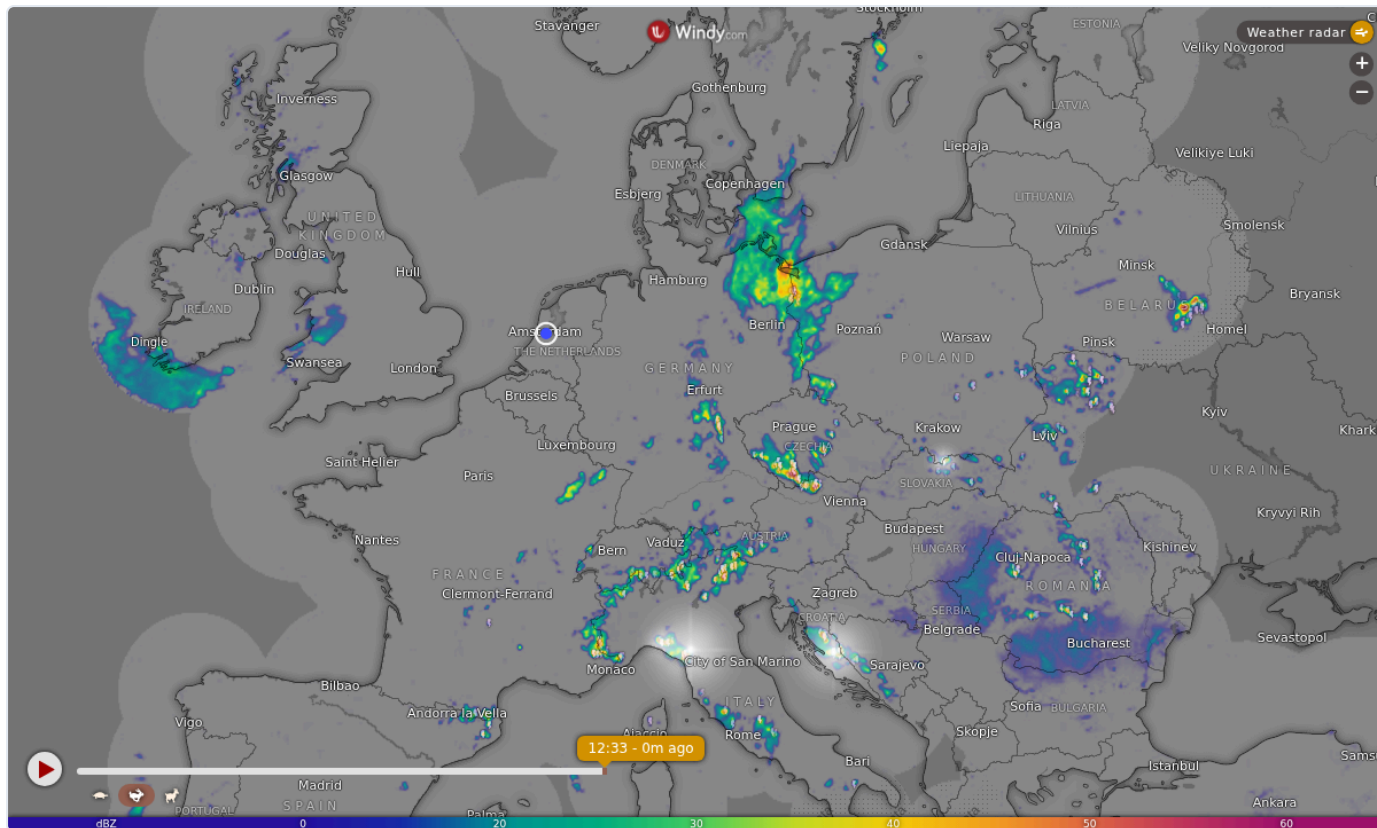 Stockholm
Stavanger
ESTONIA
Windy.com
Weather radar
Veliky Novgorod
+
−
Gothenburg
Inverness
LATVIA
Riga
Liepaja
Velikiye Luki
DENMARK
Glasgow
Copenhagen
Esbjerg
LITHUANIA
UNITED
KINGDOM
Vilnius
Smolensk
Gdansk
Douglas
Minsk
Hull
Hamburg
Dublin
Bryansk
IRELAND
BELARUS
Amsterdam
Berlin
Poznań
Homel
Dingle
Warsaw
Pinsk
THE NETHERLANDS
POLAND
Swansea
London
GERMANY
Brussels
Erfurt
Kyiv
Prague
Krakow
Khark
Lviv
Luxembourg
CZECHIA
Saint Helier
UKRAINE
Paris
SLOVAKIA
Vienna
Kryvyi Rih
Budapest
Nantes
AUSTRIA
Vaduz
Bern
HUNGARY
Kishinev
Cluj-Napoca
FRANCE
Clermont-Ferrand
ROMANIA
Zagreb
SERBIA
CROATIA
Belgrade
Sevastopol
Bucharest
City of San Marino
Sarajevo
Monaco
Bilbao
ITALY
Sofia
BULGARIA
Andorra la Vella
Vigo
Skopje
Ajaccio
Rome
12:33 - 0m ago
Bari
Sams
Istanbul
Madrid
SPAIN
Ankara
PORTUGAL
Palma
dBZ 0 20 30 40 50 60